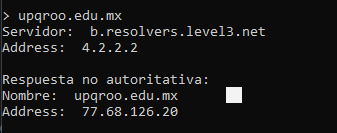 > upqroo.edu.mx
Servidor:  b.resolvers.level3.net
Address:  4.2.2.2
Respuesta no autoritativa:
Nombre:  upqroo.edu.mx
Address:  77.68.126.20